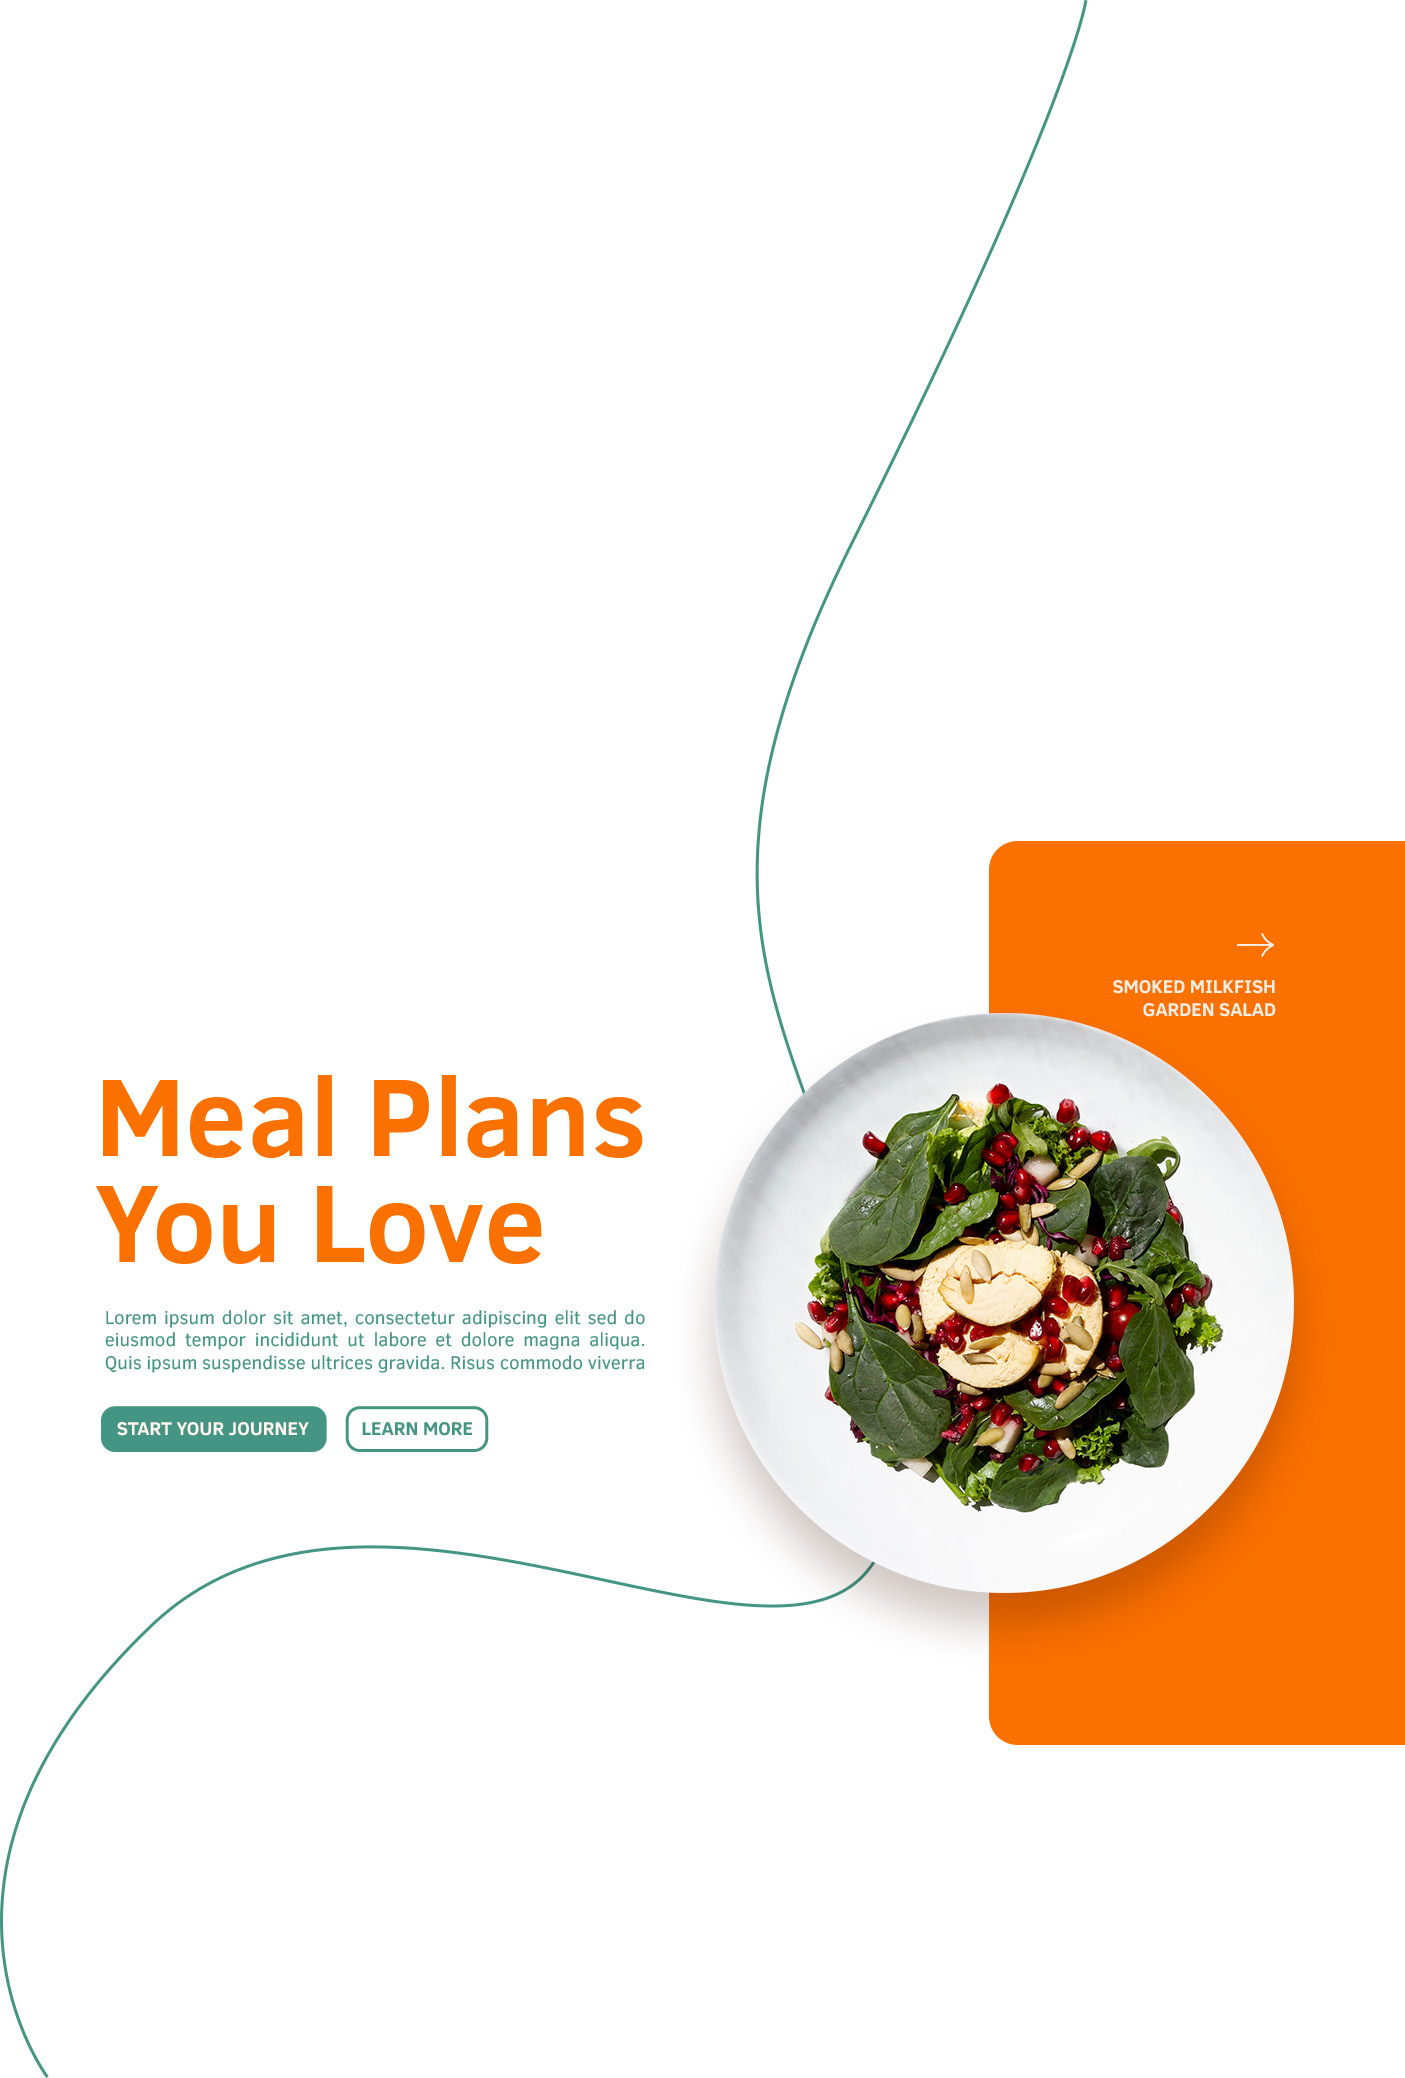 SMOKED MILKFISH
GARDEN SALAD
Meal Plans
You Love
Lorem ipsum dolor sit amet, consectetur adipiscing elit sed do
eiusmod tempor incididunt ut labore et dolore magna aliqua.
Quis ipsum suspendisse ultrices gravida. Risus commodo viverra
START YOUR JOURNEY
LEARN MORE